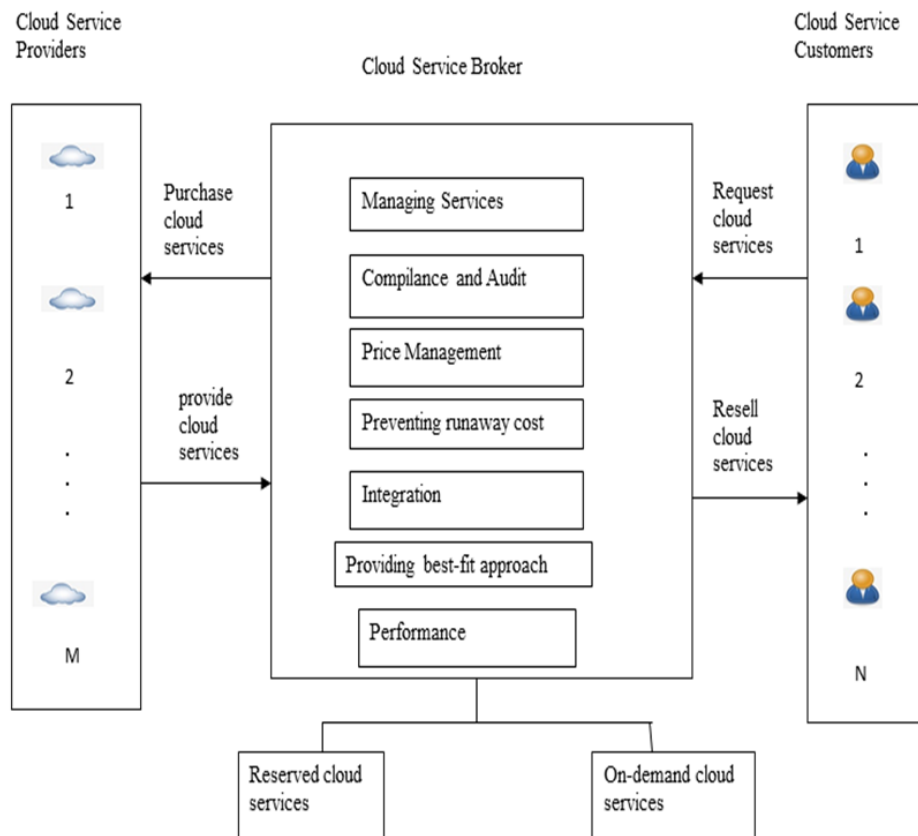 Cloud Service
Providers
Cloud Service Broker
Cloud Service
Customers
1
2
.
.
.
M
Purchase
cloud
services
provide
cloud
services
Managing Services
Compilance and Audit
Price Management
Preventing runaway cost
Integration
Providing best-fit approach
Performance
Request
cloud
services
Resell
cloud
services
1
2
.
.
.
N
Reserved cloud
services
On-demand cloud
services